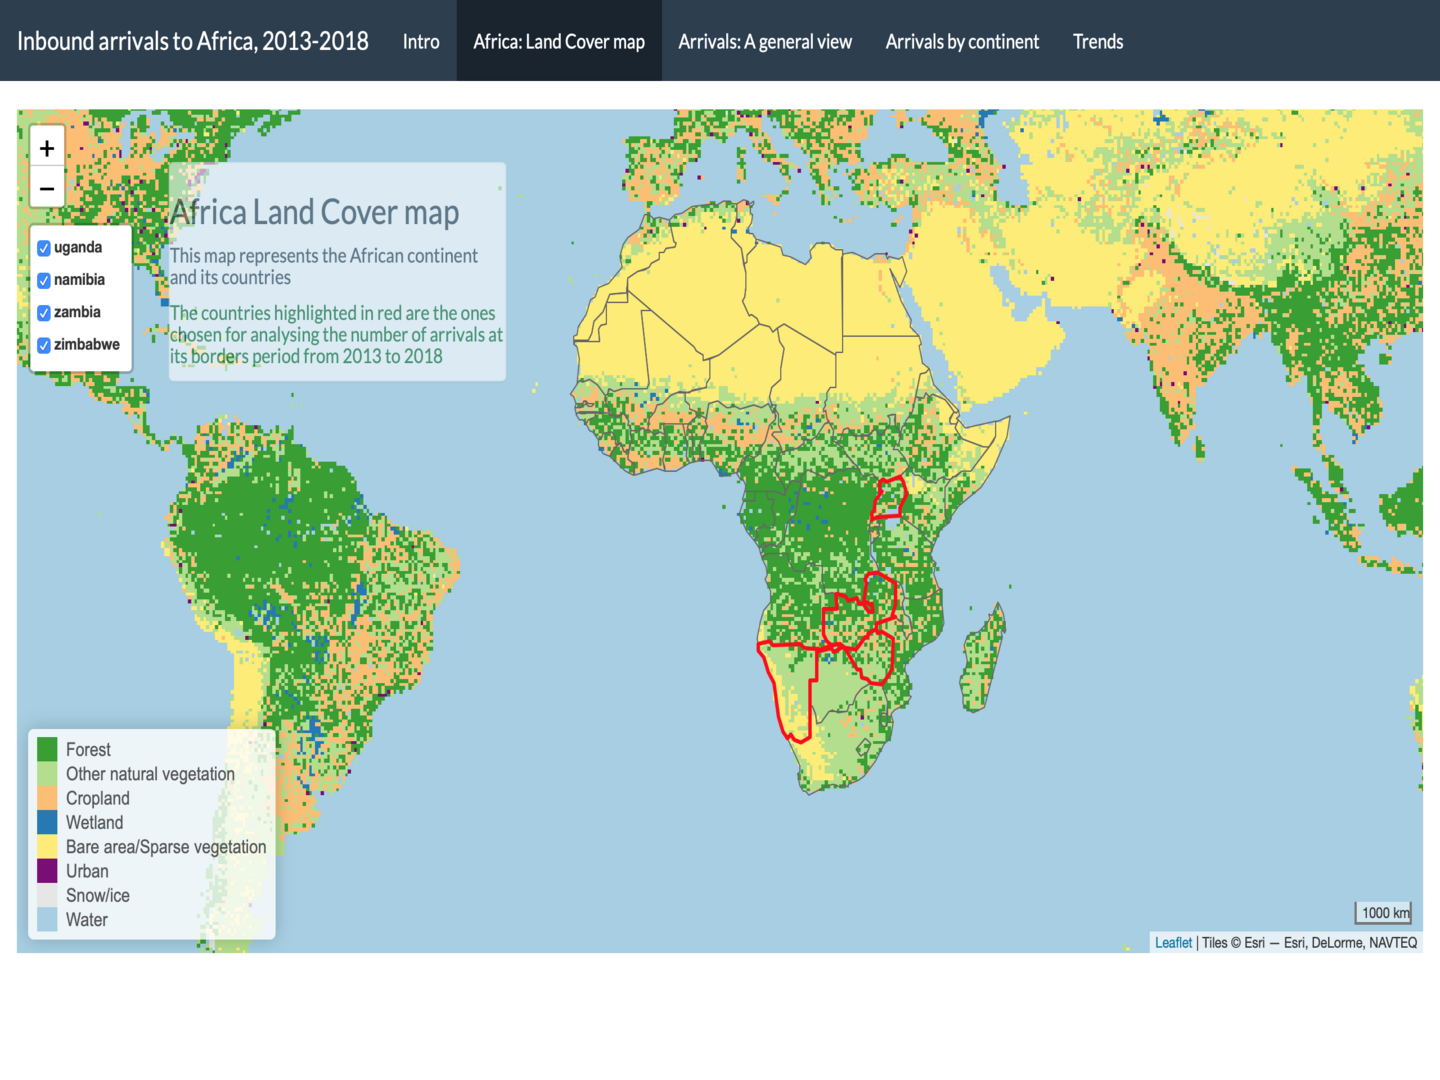 Inbound arrivals to Africa, 2013-2018 Intro Africa: Land Cover map Arrivals: A general view Arrivals by continent Trends
+
−
uganda
namibia
zambia
zimbabwe
Africa Land Cover map
This map represents the African continent
and its countries
The countries highlighted in red are the ones
chosen for analysing the number of arrivals at
its borders period from 2013 to 2018
Forest
Other natural vegetation
Cropland
Wetland
Bare area/Sparse vegetation
Urban
Snow/ice
Water
1000 km
Leaflet | Tiles © Esri — Esri, DeLorme, NAVTEQ